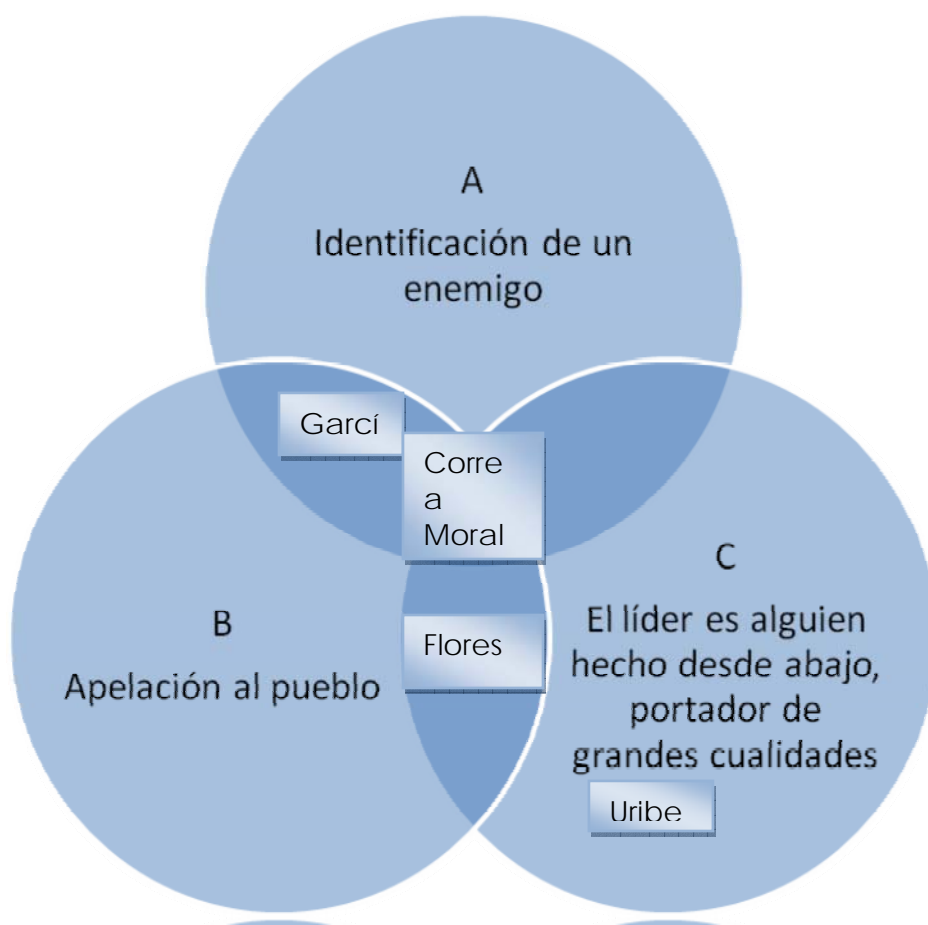 A
Identificación de un
enemigo
Garcí
Corre
a
Moral
B
Apelación al pueblo
Flores
C
El líder es alguien
hecho desde abajo,
portador de
grandes cualidades
Uribe